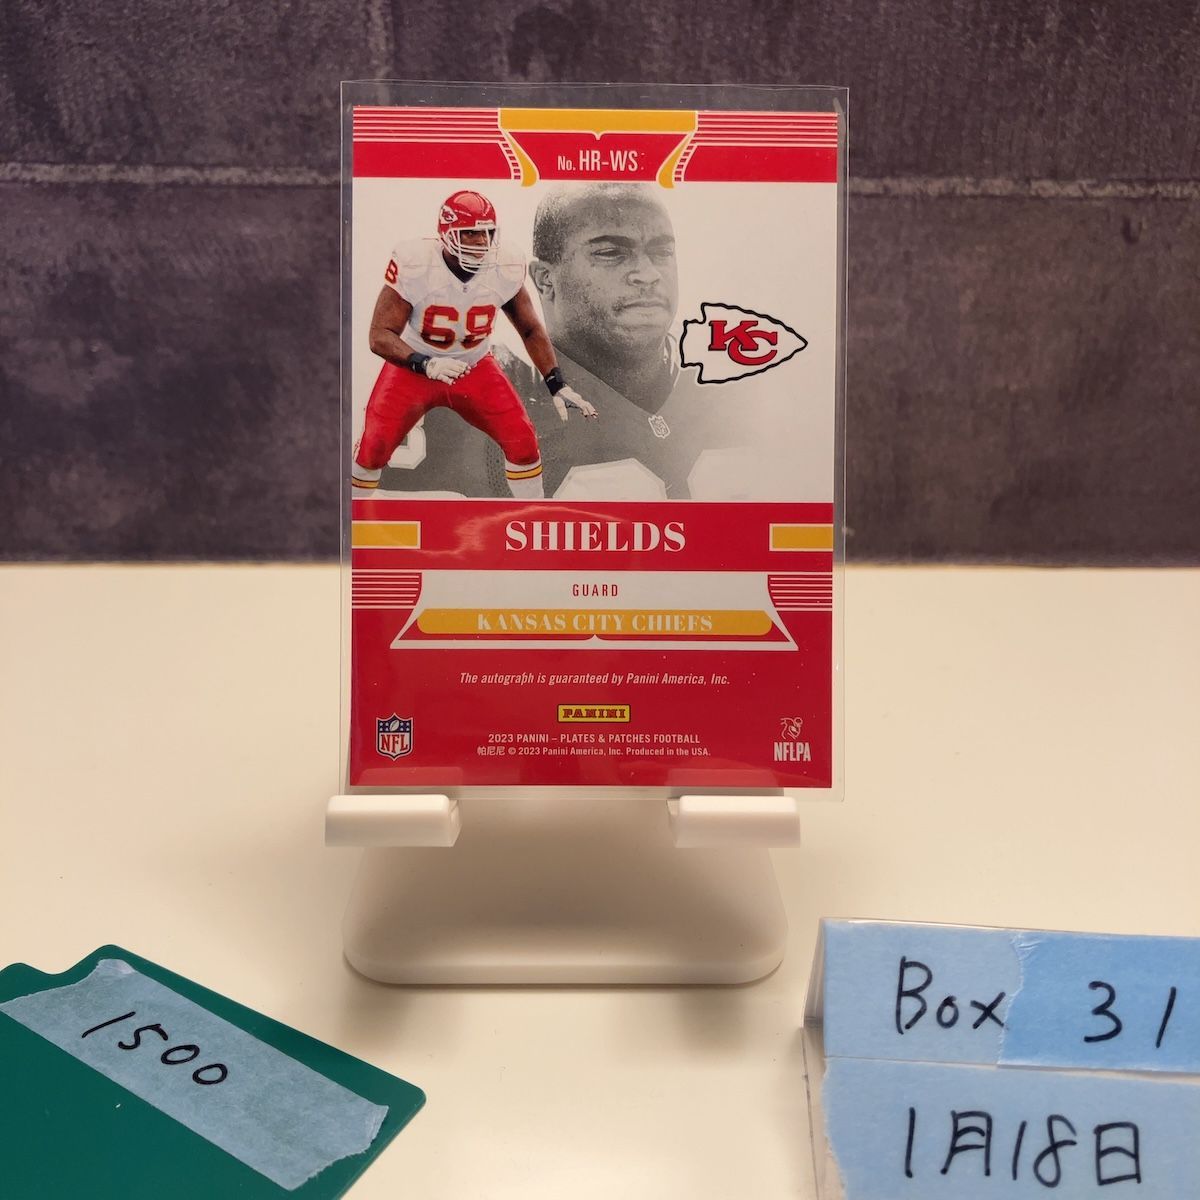 No. HR-WS
68
68
KC
SHIELDS
GUARD
KANSAS CITY CHIEFS
The autograph is guaranteed by Panini America, Inc.
PANINI
2023 PANINI – PLATES & PATCHES FOOTBALL
帕尼尼 © 2023 Panini America, Inc. Produced in the USA.
NFL
NFLPA
1500
Box 31
1月18日